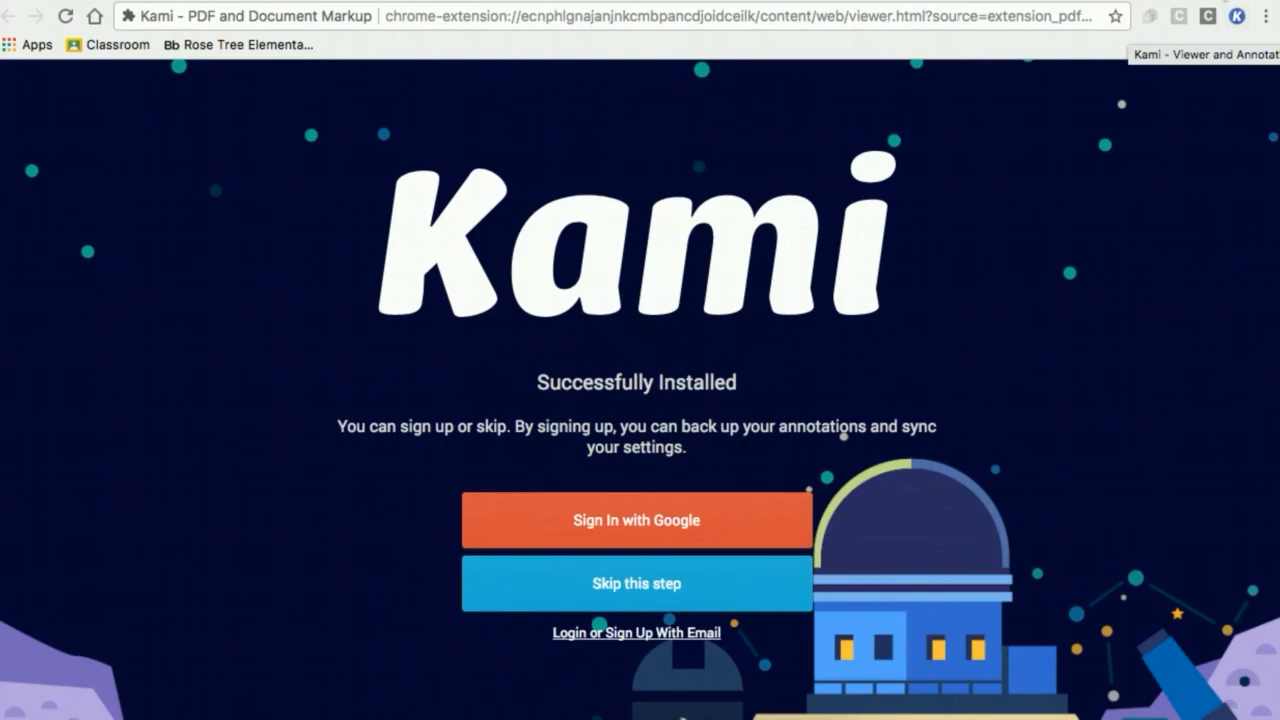 Kami - PDF and Document Markup chrome-extension://ecnphlgnajanjnkcmbpancdjoidceilk/content/web/viewer.html?source=extension_pdf...
Apps Classroom Bb Rose Tree Elementa...
Kami - Viewer and Annotat
Kami
Successfully Installed
You can sign up or skip. By signing up, you can back up your annotations and sync
your settings.
Sign In with Google
Skip this step
Login or Sign Up With Email